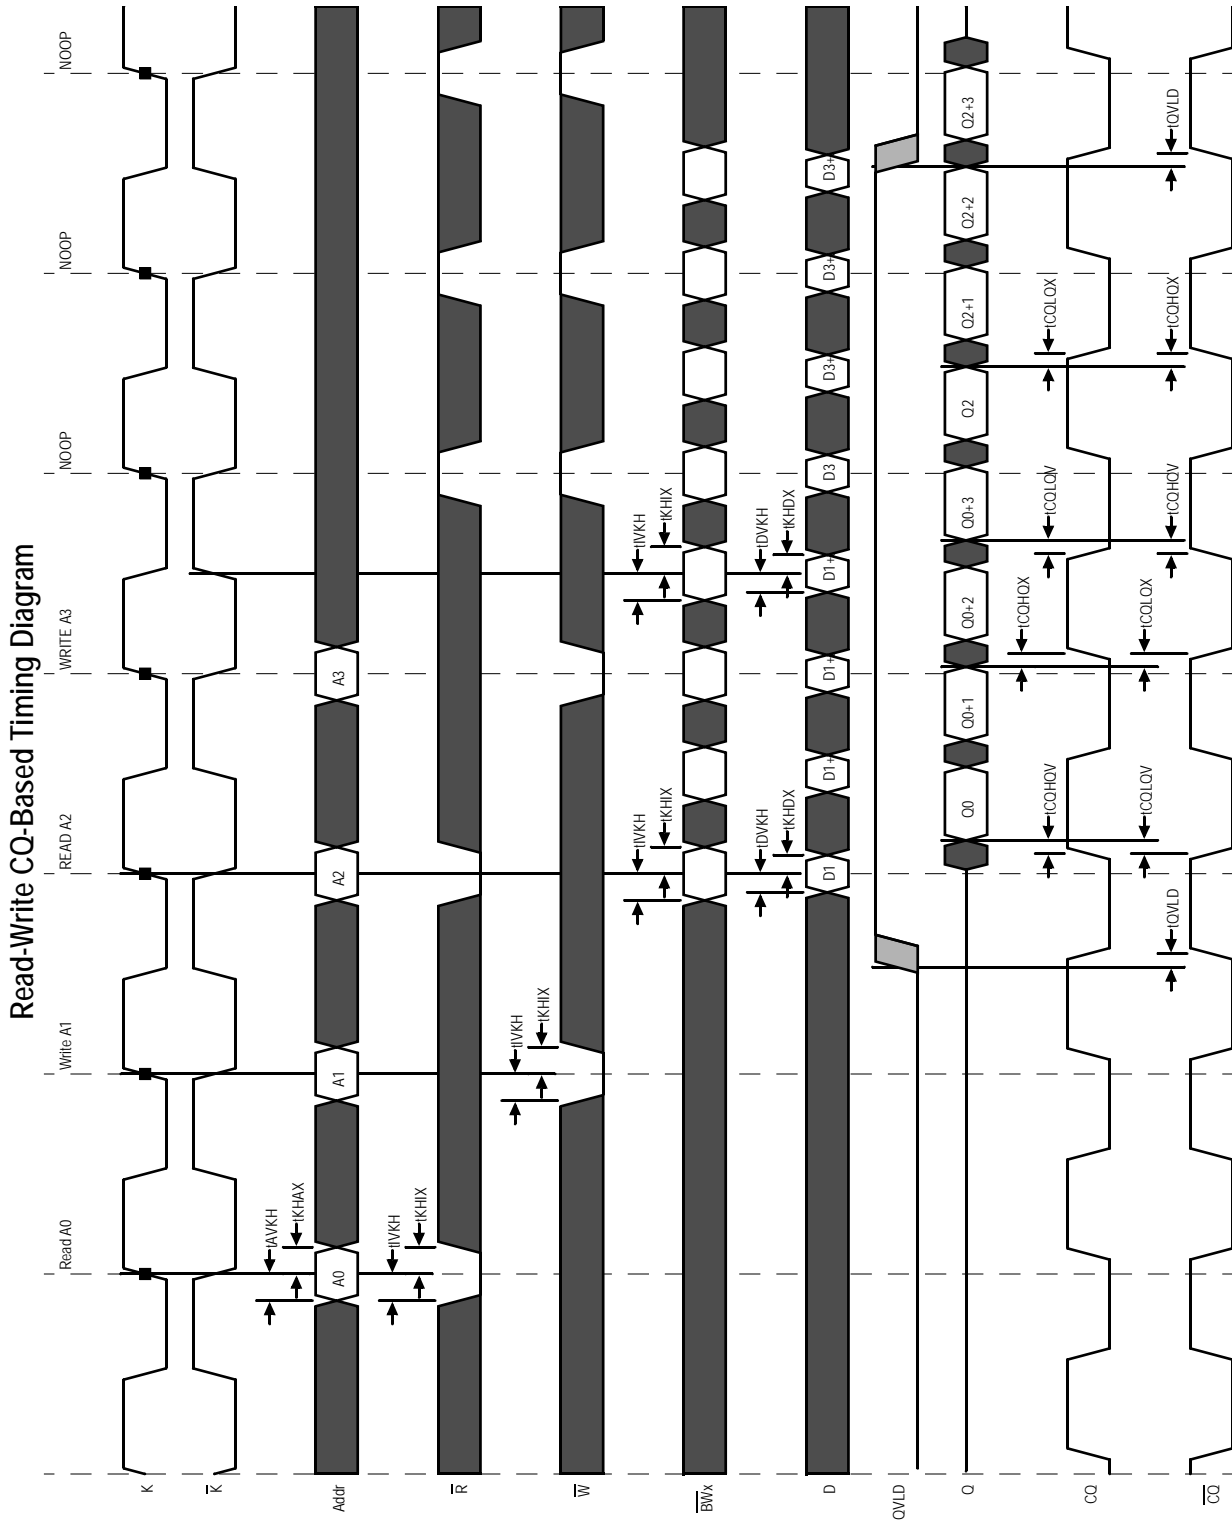 Read-Write CQ-Based Timing Diagram
Read A0
Write A1
READ A2
WRITE A3
NOOP
NOOP
NOOP
K
K̅
tAVKH
tKHAX
Addr
A0
A1
A2
A3
tIVKH
tKHIX
R̅
tIVKH
tKHIX
W̅
tIVKH
tIVKH
tKHIX
tKHIX
B̅W̅x̅
tDVKH
tDVKH
tKHDX
tKHDX
D
D1
D1+
D1+
D1+
D3
D3+
D3+
D3+
QVLD
Q
Q0
Q0+1
Q0+2
Q0+3
Q2
Q2+1
Q2+2
Q2+3
tCQHQX
tCQHQV
tCQLQV
tCQLQX
CQ
tCQLQV
tCQLQX
tQVLD
tCQHQV
tCQHQX
tQVLD
C̅Q̅